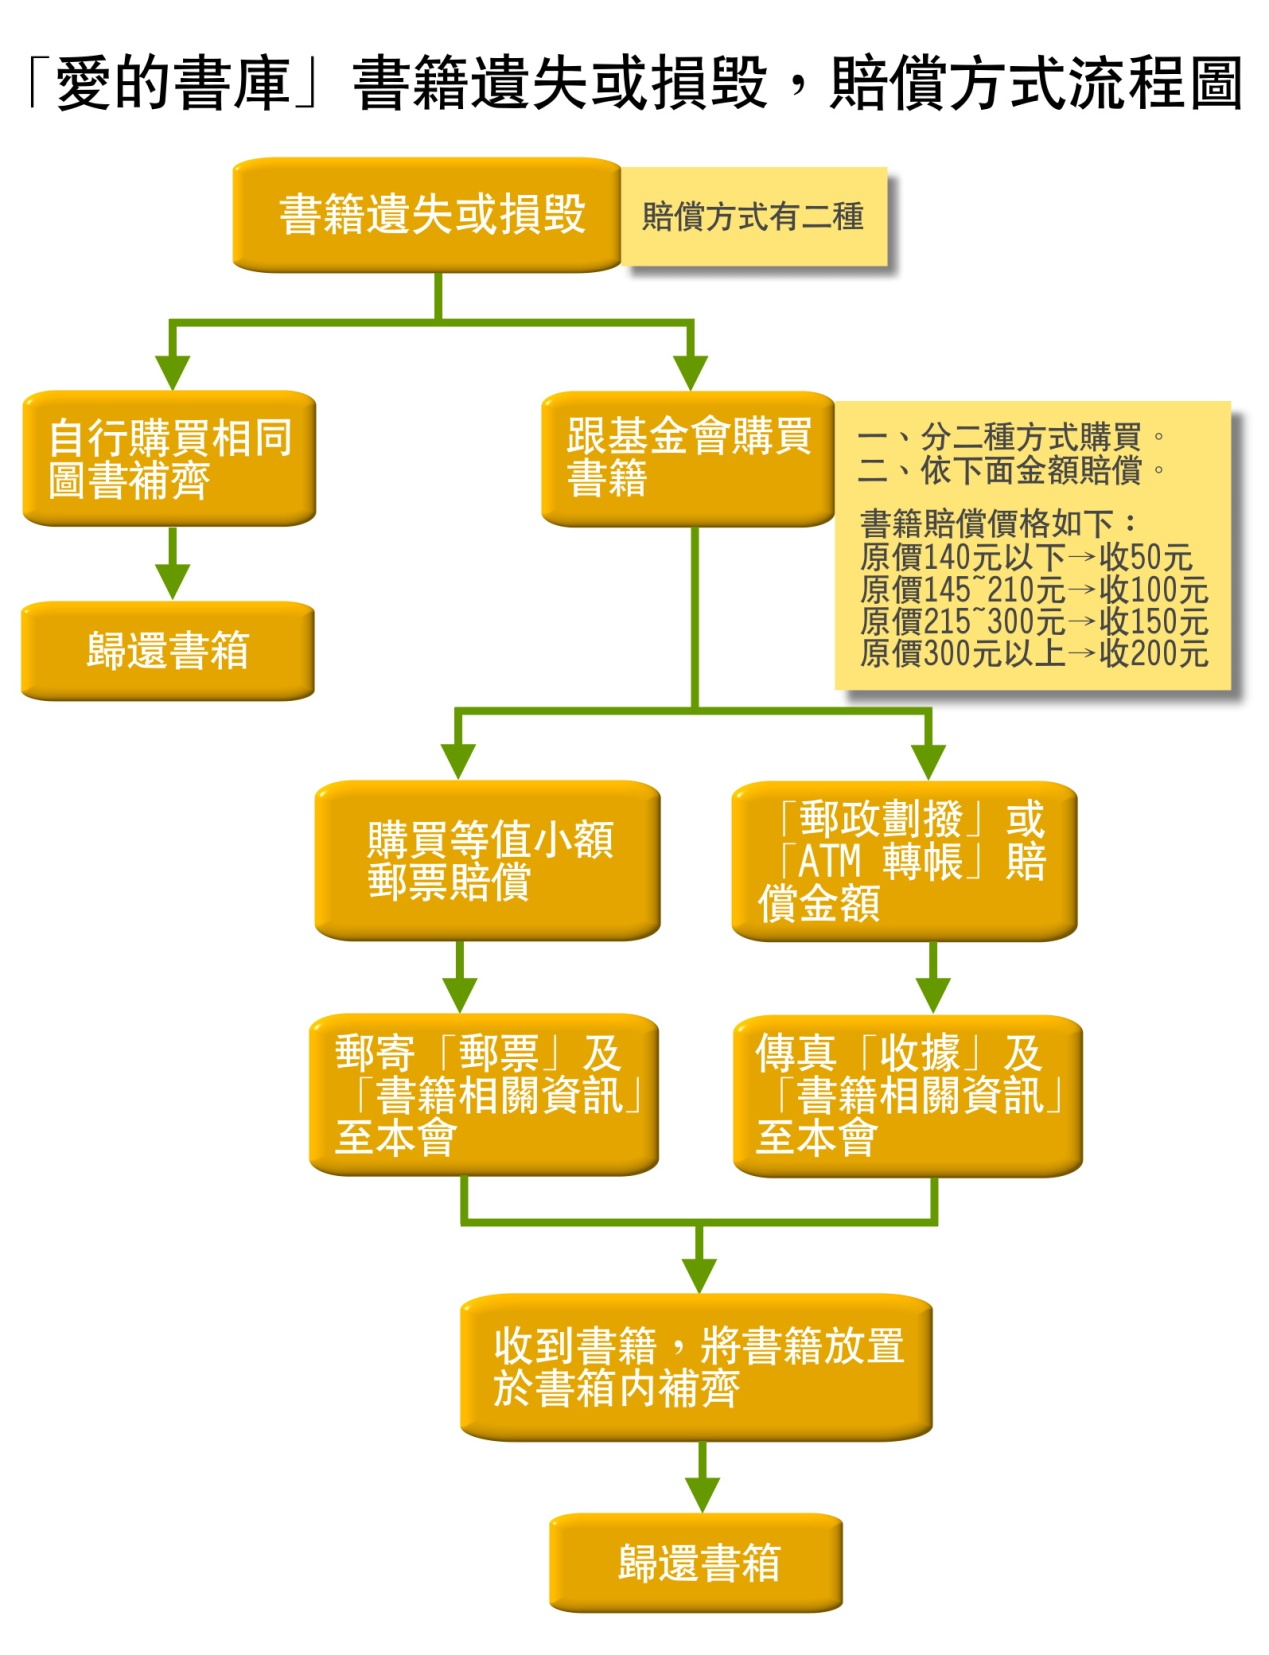 「愛的書庫」書籍遺失或損毀，賠償方式流程圖
書籍遺失或損毀
賠償方式有二種
自行購買相同
圖書補齊
歸還書箱
跟基金會購買
書籍
一、分二種方式購買。
二、依下面金額賠償。
書籍賠償價格如下：
原價140元以下→收50元
原價145~210元→收100元
原價215~300元→收150元
原價300元以上→收200元
購買等值小額
郵票賠償
「郵政劃撥」或
「ATM 轉帳」賠
償金額
郵寄「郵票」及
「書籍相關資訊」
至本會
傳真「收據」及
「書籍相關資訊」
至本會
收到書籍，將書籍放置
於書箱內補齊
歸還書箱